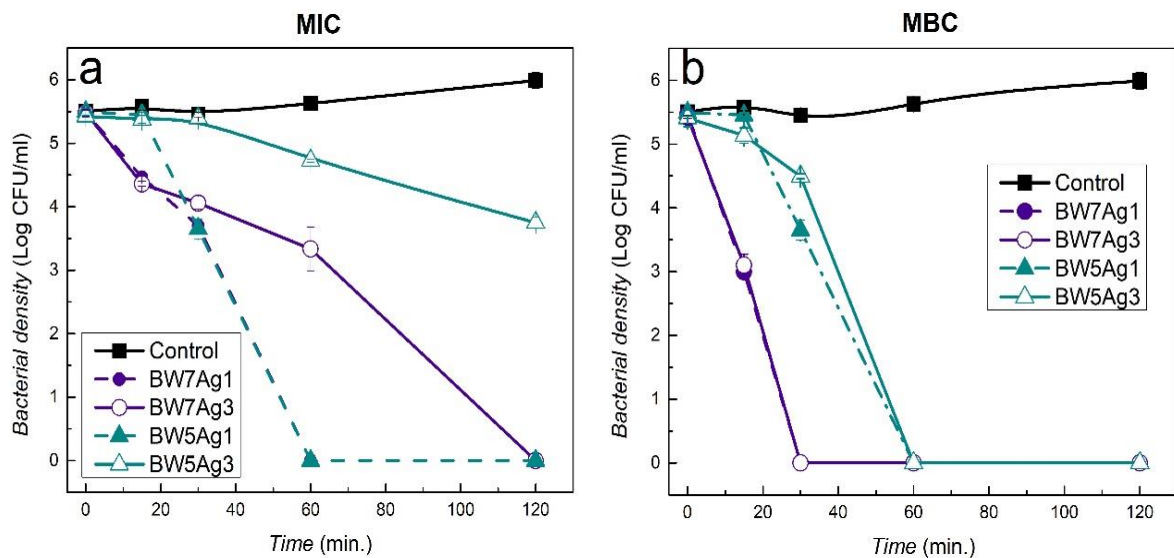 MIC
a
6
5
4
3
2
1
0
Bacterial density (Log CFU/ml)
Control
BW7Ag1
BW7Ag3
BW5Ag1
BW5Ag3
0 20 40 60 80 100 120
Time (min.)
MBC
b
6
5
4
3
2
1
0
Bacterial density (Log CFU/ml)
Control
BW7Ag1
BW7Ag3
BW5Ag1
BW5Ag3
0 20 40 60 80 100 120
Time (min.)